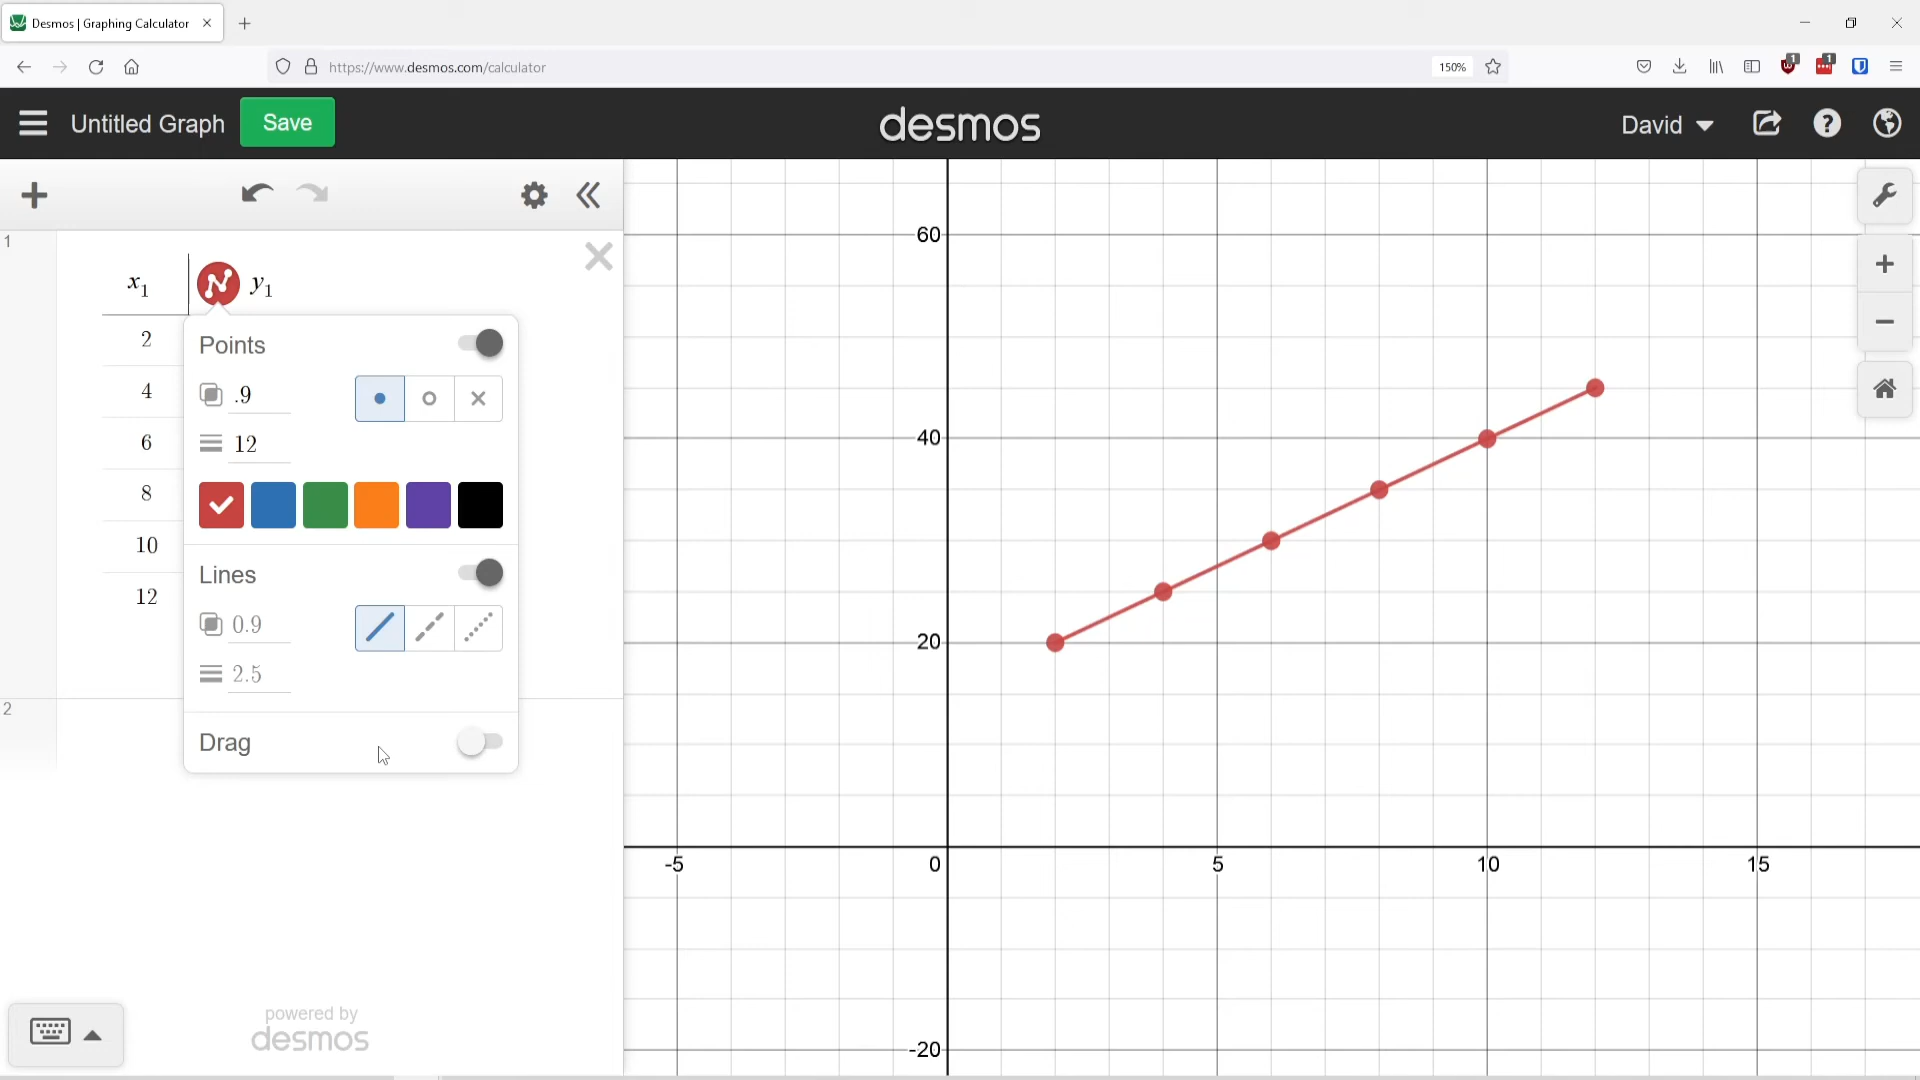 Desmos | Graphing Calculator
https://www.desmos.com/calculator
150%
1
1
Untitled Graph
Save
desmos
David
1
x₁
y₁
2
4
6
8
10
12
Points
.9
12
Lines
0.9
2.5
Drag
2
powered by
desmos
60
40
20
-20
-5
0
5
10
15